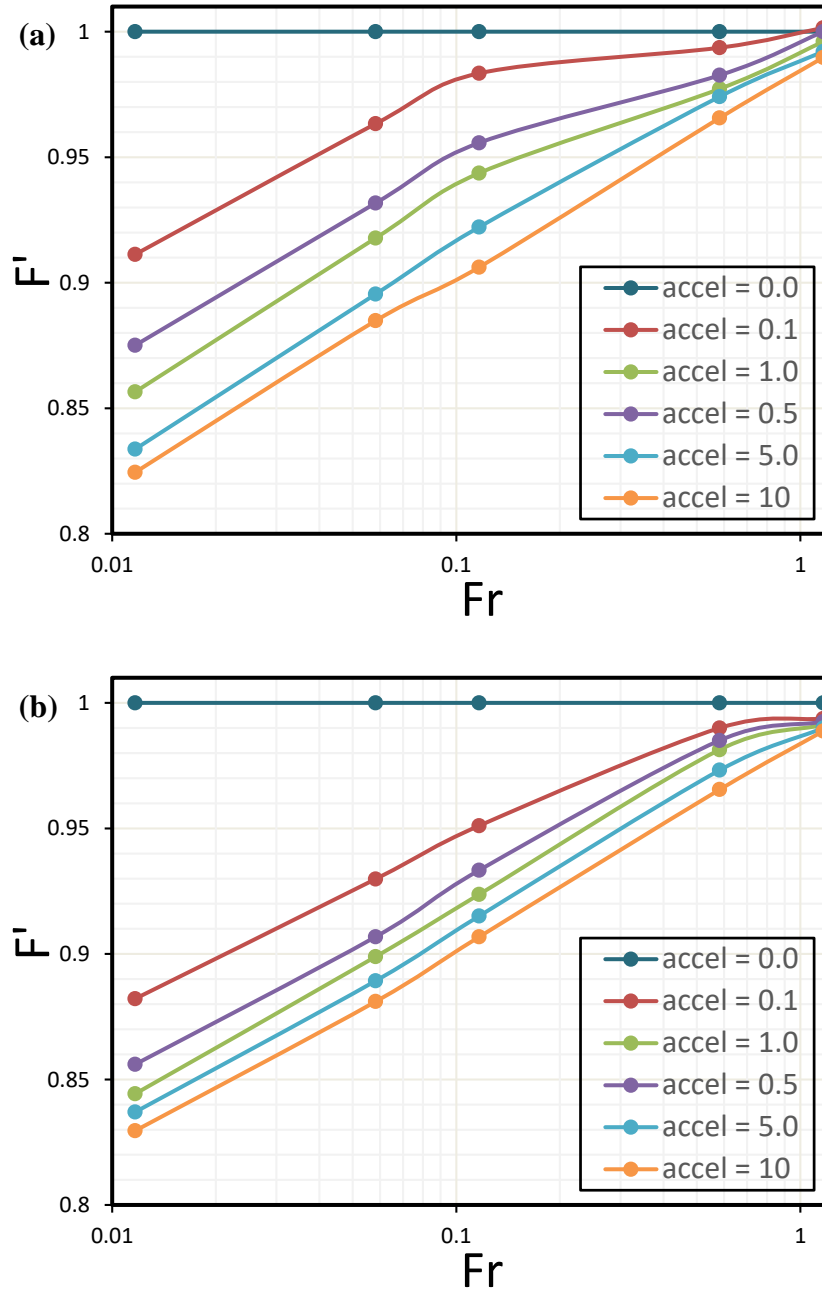 (a)
1
0.95
0.9
0.85
0.8
F'
0.01
0.1
1
Fr
accel = 0.0
accel = 0.1
accel = 1.0
accel = 0.5
accel = 5.0
accel = 10
(b)
1
0.95
0.9
0.85
0.8
F'
0.01
0.1
1
Fr
accel = 0.0
accel = 0.1
accel = 1.0
accel = 0.5
accel = 5.0
accel = 10